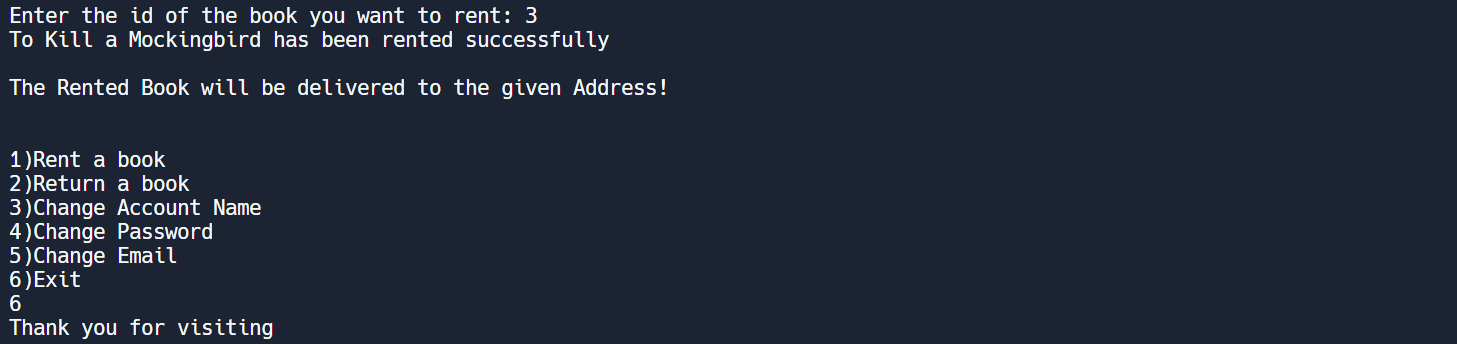 Enter the id of the book you want to rent: 3
To Kill a Mockingbird has been rented successfully
The Rented Book will be delivered to the given Address!
1)Rent a book
2)Return a book
3)Change Account Name
4)Change Password
5)Change Email
6)Exit
6
Thank you for visiting